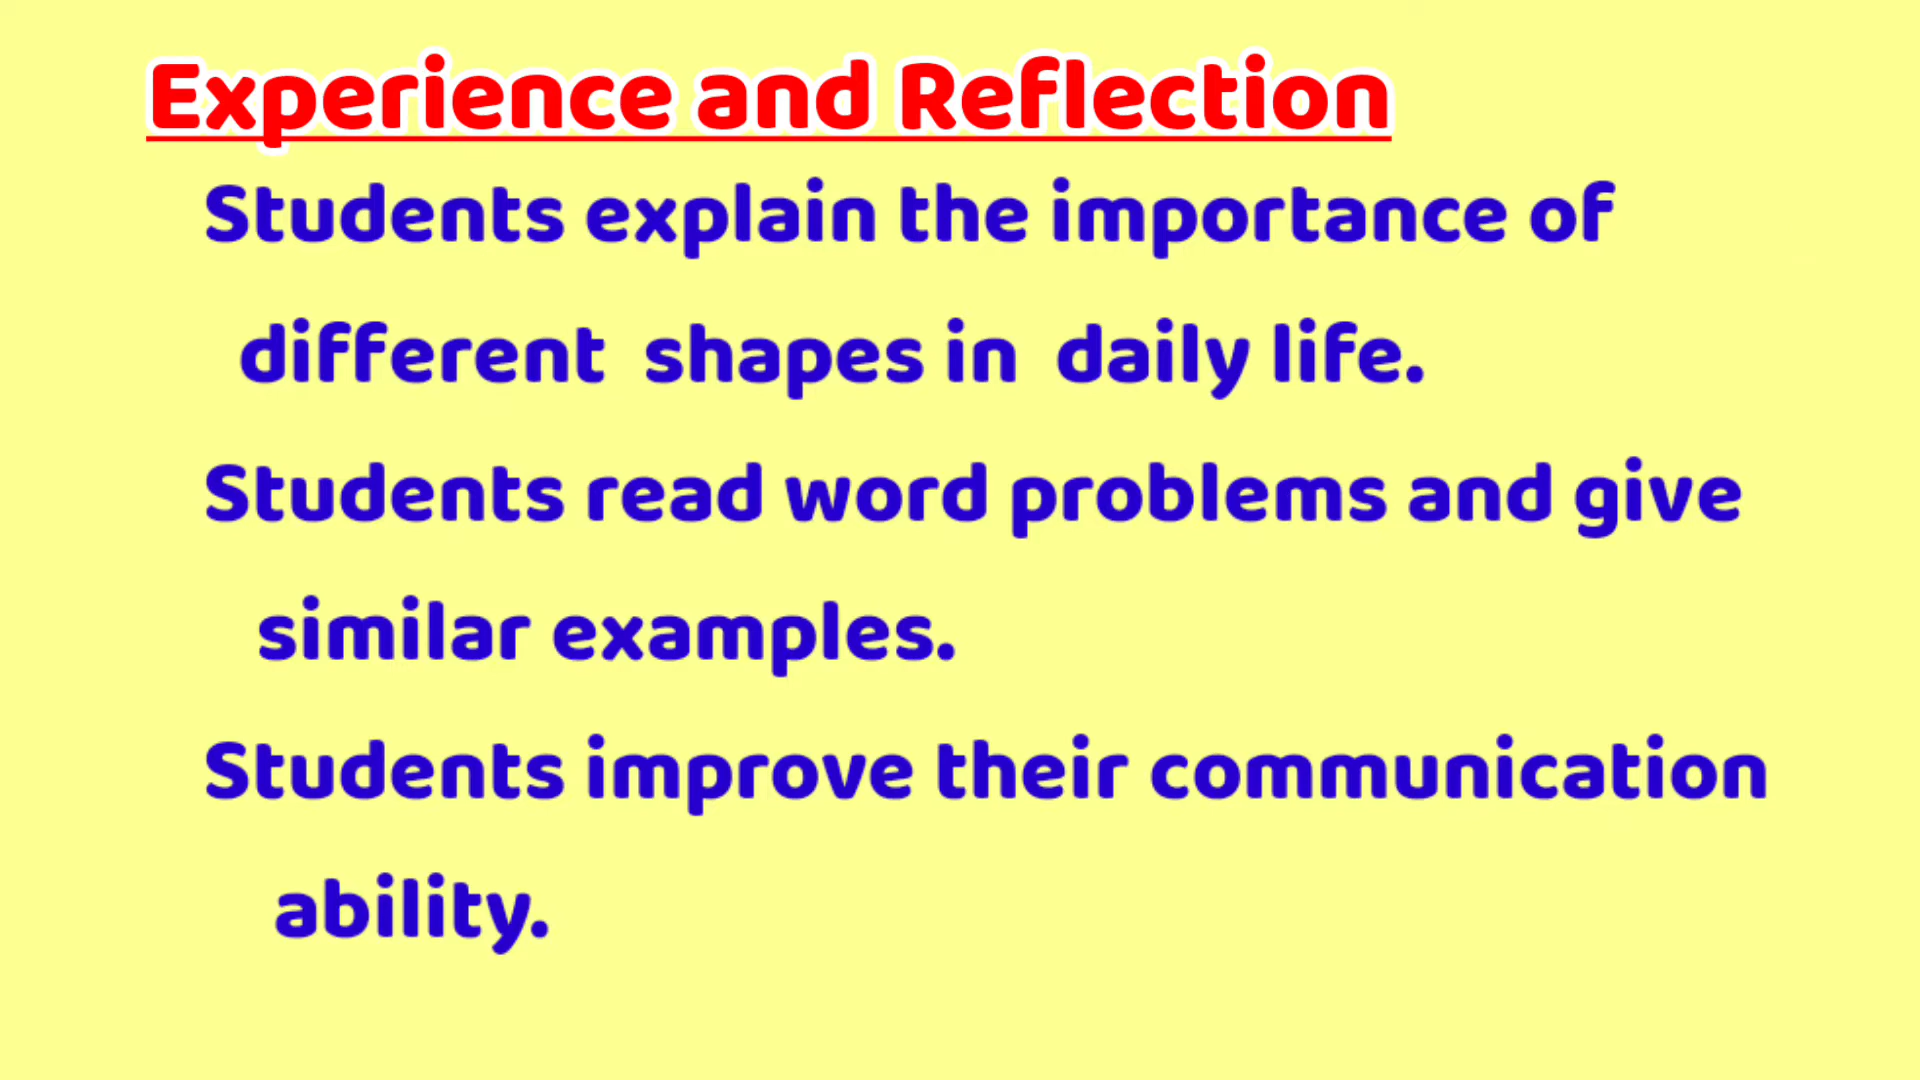 Experience and Reflection
Students explain the importance of
different shapes in daily life.
Students read word problems and give
similar examples.
Students improve their communication
ability.